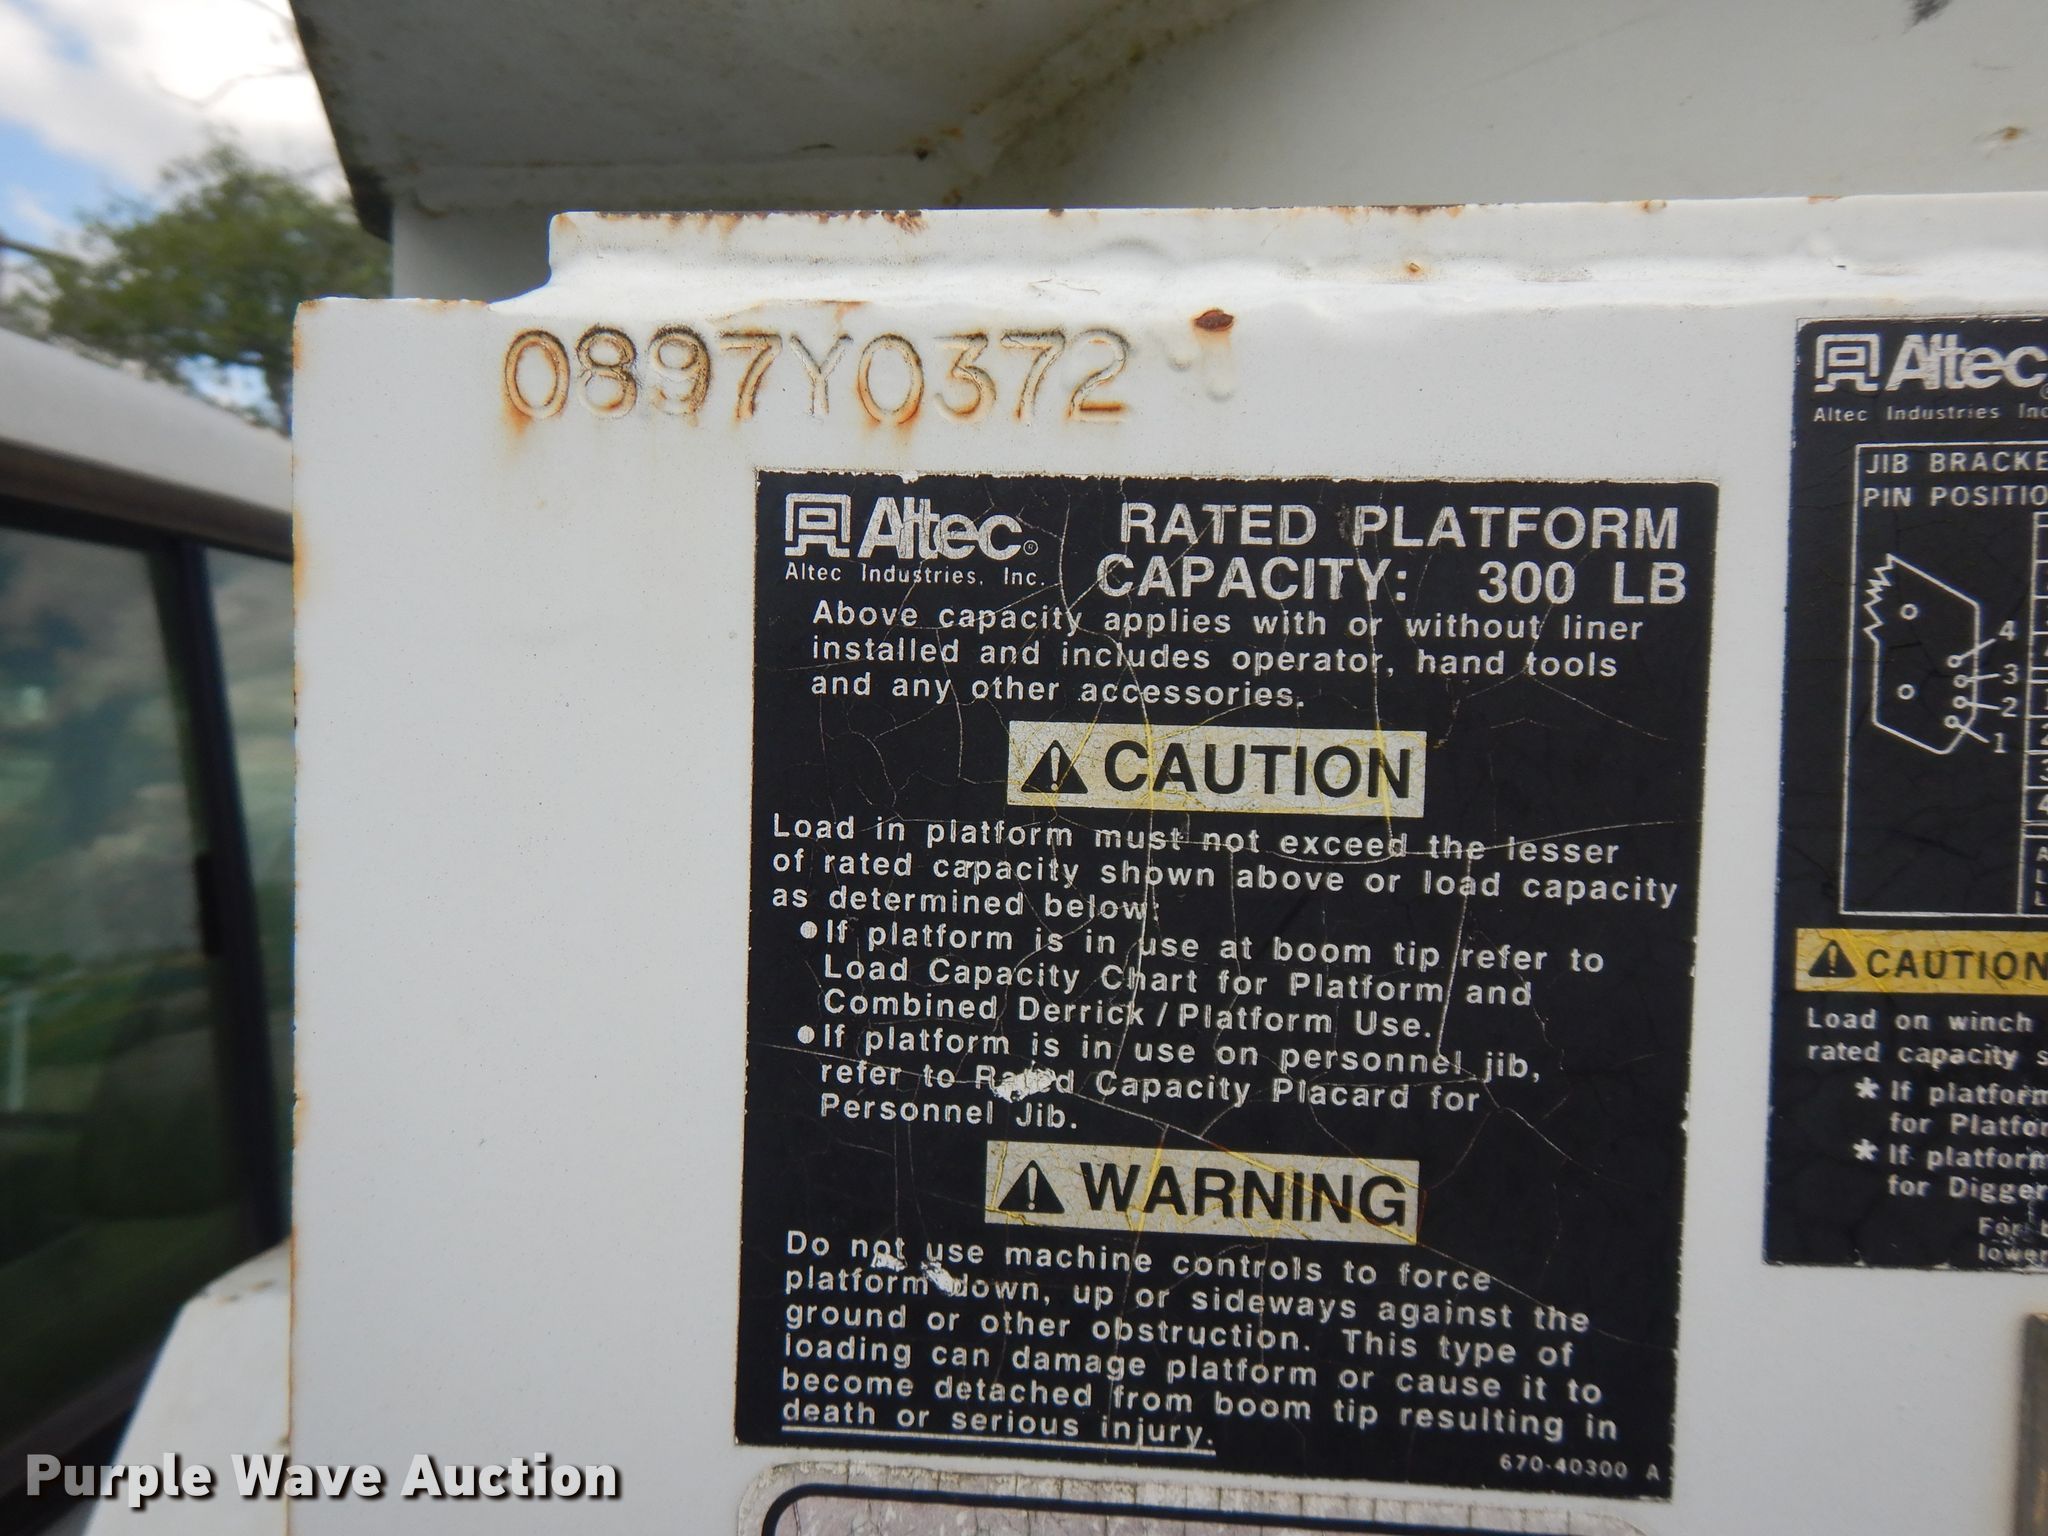 0897Y0372
Altec®
Altec Industries, Inc.
RATED PLATFORM
CAPACITY: 300 LB
Above capacity applies with or without liner
installed and includes operator, hand tools
and any other accessories.
CAUTION
Load in platform must not exceed the lesser
of rated capacity shown above or load capacity
as determined below:
•If platform is in use at boom tip refer to
Load Capacity Chart for Platform and
Combined Derrick/Platform Use.
•If platform is in use on personnel jib,
refer to Rated Capacity Placard for
Personnel Jib.
WARNING
Do not use machine controls to force
platform down, up or sideways against the
ground or other obstruction. This type of
loading can damage platform or cause it to
become detached from boom tip resulting in
death or serious injury.
670-40300 A
Altec
Altec Industries Inc
JIB BRACKE
PIN POSITIO
4
3
2
1
CAUTION
Load on winch
rated capacity s
* If platform
for Platfor
* If platform
for Digger
For b
lower
Purple Wave Auction